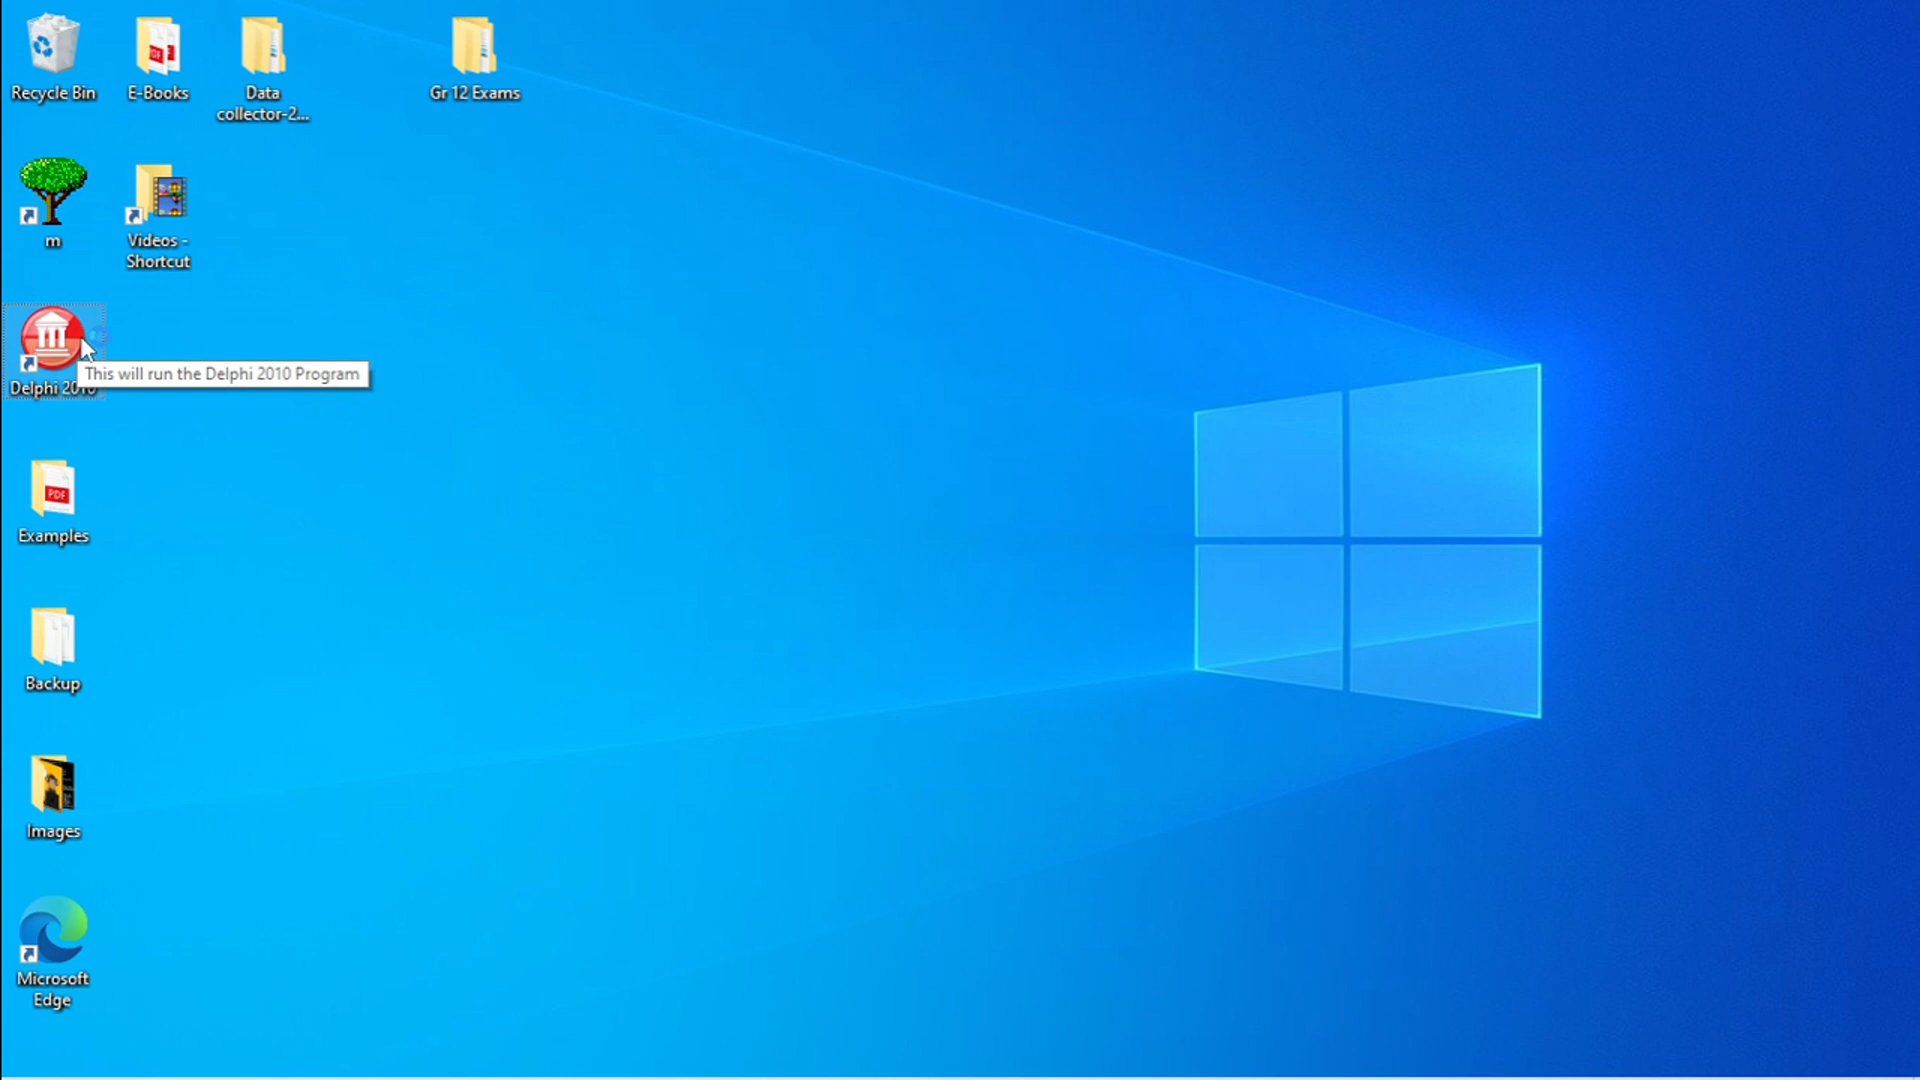 Recycle Bin
E-Books
Data
collector-2...
Gr 12 Exams
m
Videos -
Shortcut
This will run the Delphi 2010 Program
Delphi 2010
PDF
Examples
Backup
Images
Microsoft
Edge